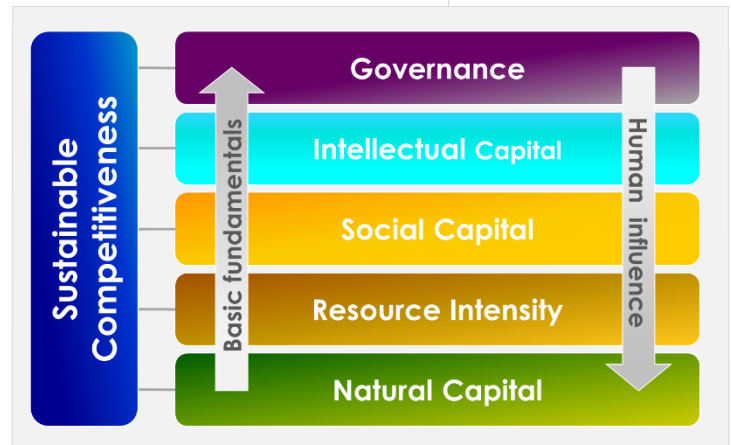 Sustainable
Competitiveness
Governance
Intellectual Capital
Social Capital
Resource Intensity
Natural Capital
Basic fundamentals
Human influence